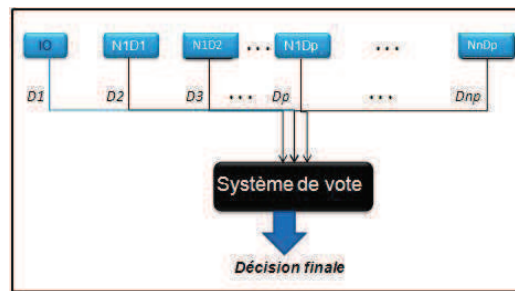 IO N1D1 N1D2 ... N1Dp ... NnDp
D1 D2 D3 ... Dp ... Dnp
Système de vote
Décision finale